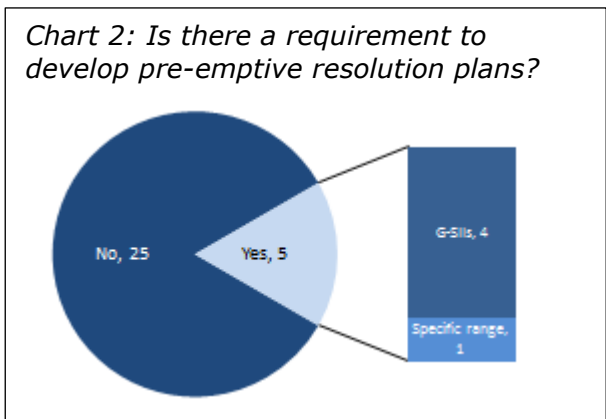 Chart 2: Is there a requirement to
develop pre-emptive resolution plans?
No, 25
Yes, 5
G-SIIs, 4
Specific range,
1